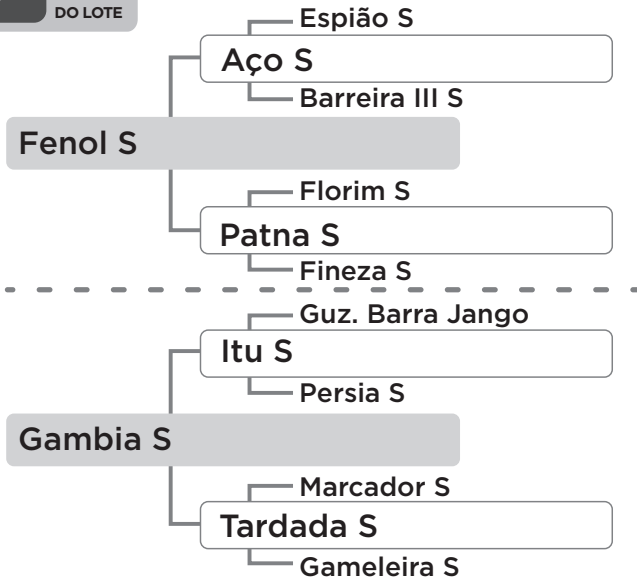 DO LOTE
Espião S
Aço S
Barreira III S
Fenol S
Florim S
Patna S
Fineza S
Guz. Barra Jango
Itu S
Persia S
Gambia S
Marcador S
Tardada S
Gameleira S